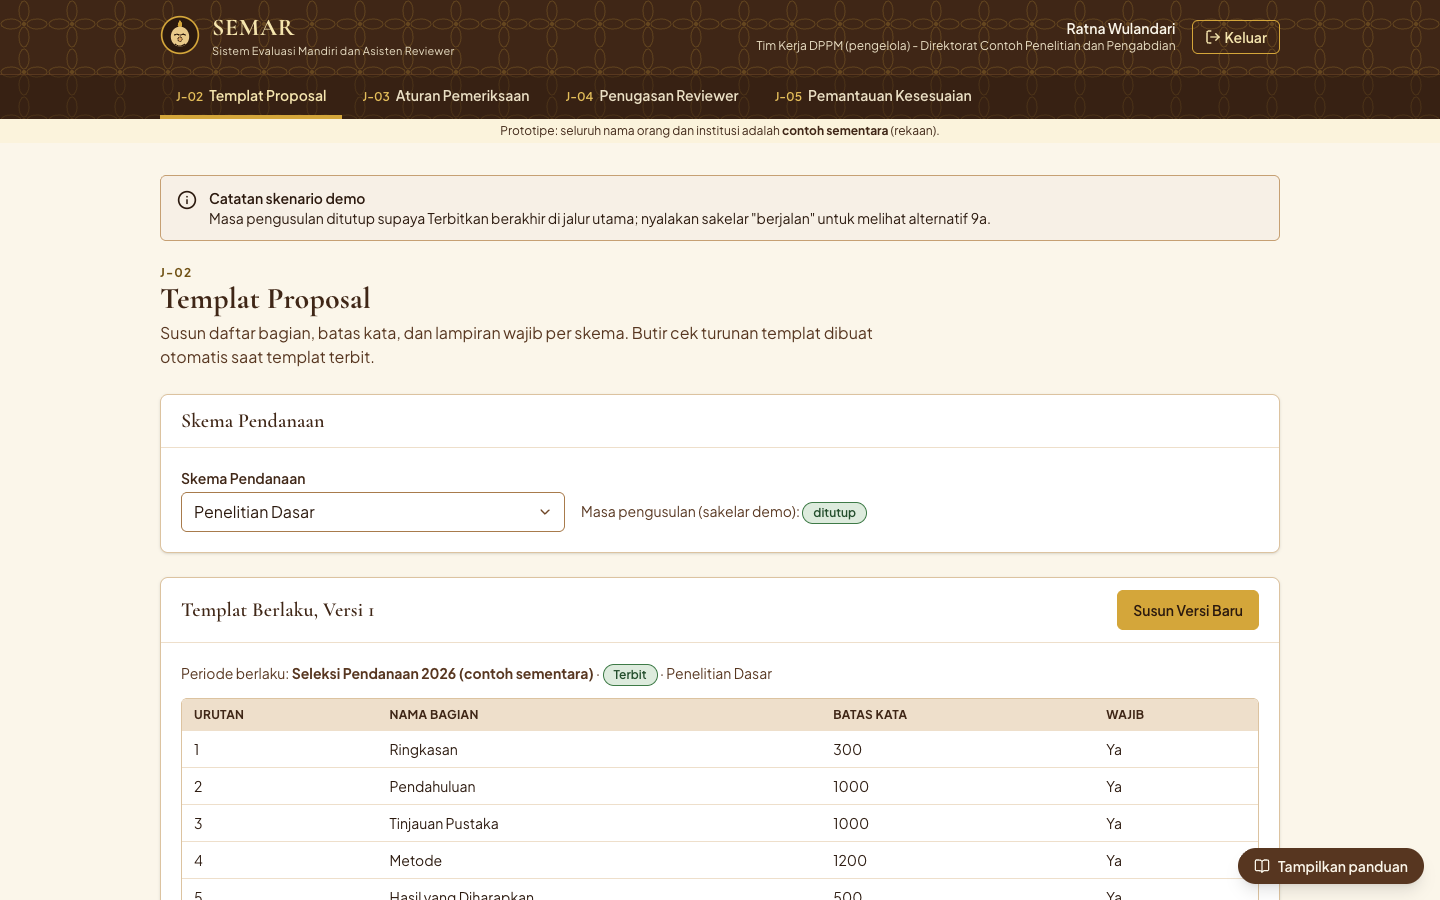 SEMAR
Sistem Evaluasi Mandiri dan Asisten Reviewer
Ratna Wulandari
Tim Kerja DPPM (pengelola) - Direktorat Contoh Penelitian dan Pengabdian
Keluar
J-02 Templat Proposal J-03 Aturan Pemeriksaan J-04 Penugasan Reviewer J-05 Pemantauan Kesesuaian
Prototipe: seluruh nama orang dan institusi adalah contoh sementara (rekaan).
Catatan skenario demo
Masa pengusulan ditutup supaya Terbitkan berakhir di jalur utama; nyalakan sakelar "berjalan" untuk melihat alternatif 9a.
J-02
Templat Proposal
Susun daftar bagian, batas kata, dan lampiran wajib per skema. Butir cek turunan templat dibuat
otomatis saat templat terbit.
Skema Pendanaan
Skema Pendanaan
Penelitian Dasar
Masa pengusulan (sakelar demo): ditutup
Templat Berlaku, Versi 1
Susun Versi Baru
Periode berlaku: Seleksi Pendanaan 2026 (contoh sementara) · Terbit · Penelitian Dasar
URUTAN NAMA BAGIAN BATAS KATA WAJIB
1 Ringkasan 300 Ya
2 Pendahuluan 1000 Ya
3 Tinjauan Pustaka 1000 Ya
4 Metode 1200 Ya
5 Hasil yang Diharapkan 500 Ya
Tampilkan panduan